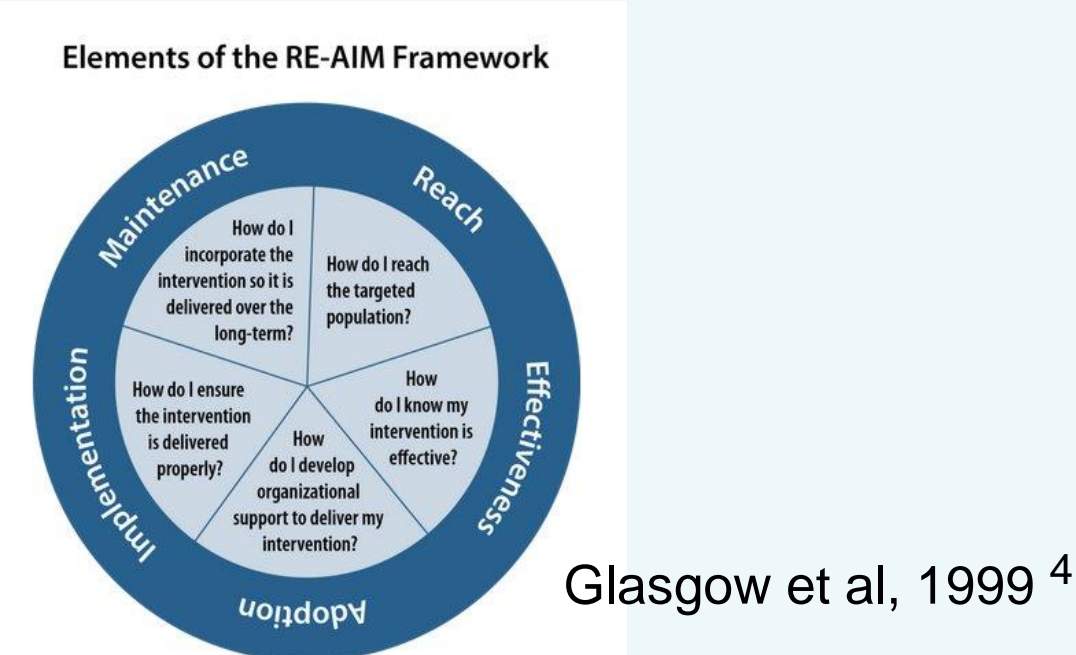 Elements of the RE-AIM Framework
Reach
How do I reach
the targeted
population?
Effectiveness
How
do I know my
intervention is
effective?
Adoption
How
do I develop
organizational
support to deliver my
intervention?
Implementation
How do I ensure
the intervention
is delivered
properly?
Maintenance
How do I
incorporate the
intervention so it is
delivered over the
long-term?
Glasgow et al, 1999 4